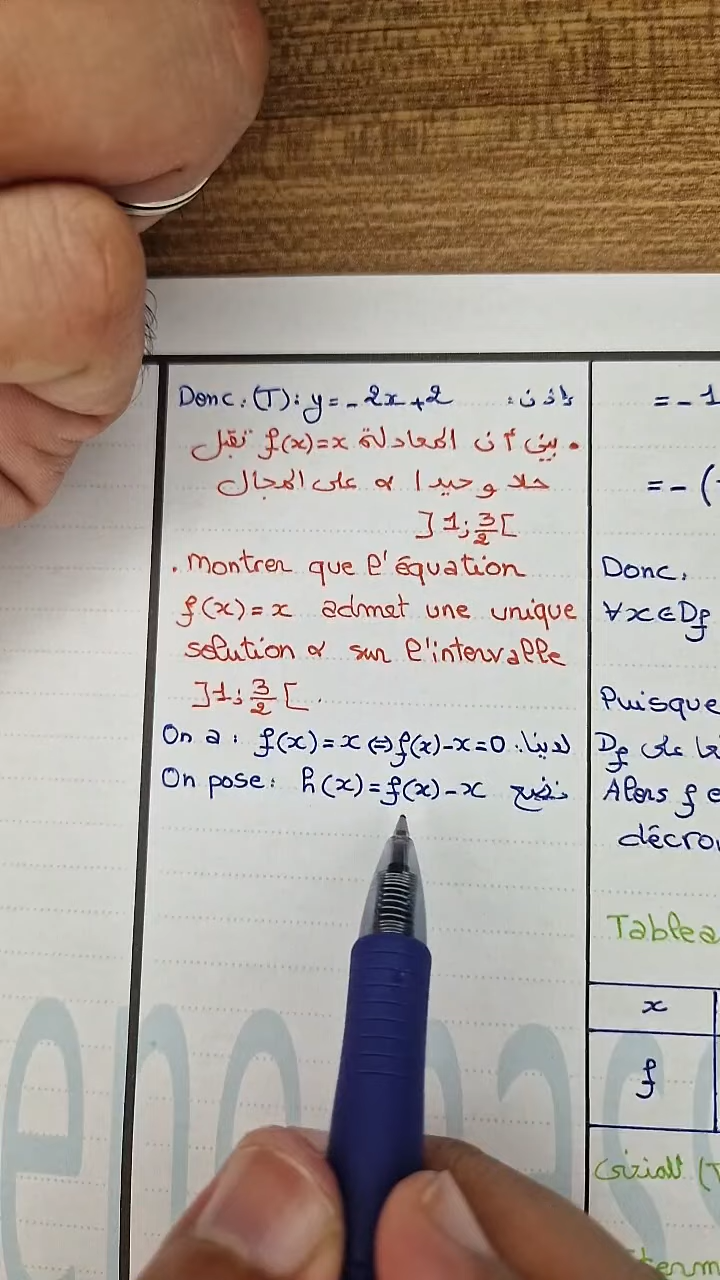 Donc: (T): y = -2x+2 إذن:
• بين أن المعادلة f(x)=x تقبل
حلا وحيدا α على المجال
]1;3/2[
. montrer que l'équation
f(x)=x admet une unique
solution α sur l'intervalle
]1;3/2[.
On a: f(x)=x⇔f(x)-x=0 لدينا:
On pose: h(x)=f(x)-x نضع
= -1
= -(
Donc,
∀x∈Df
Puisque
Df على
Alors f e
décro
Tablea
x
f
(T